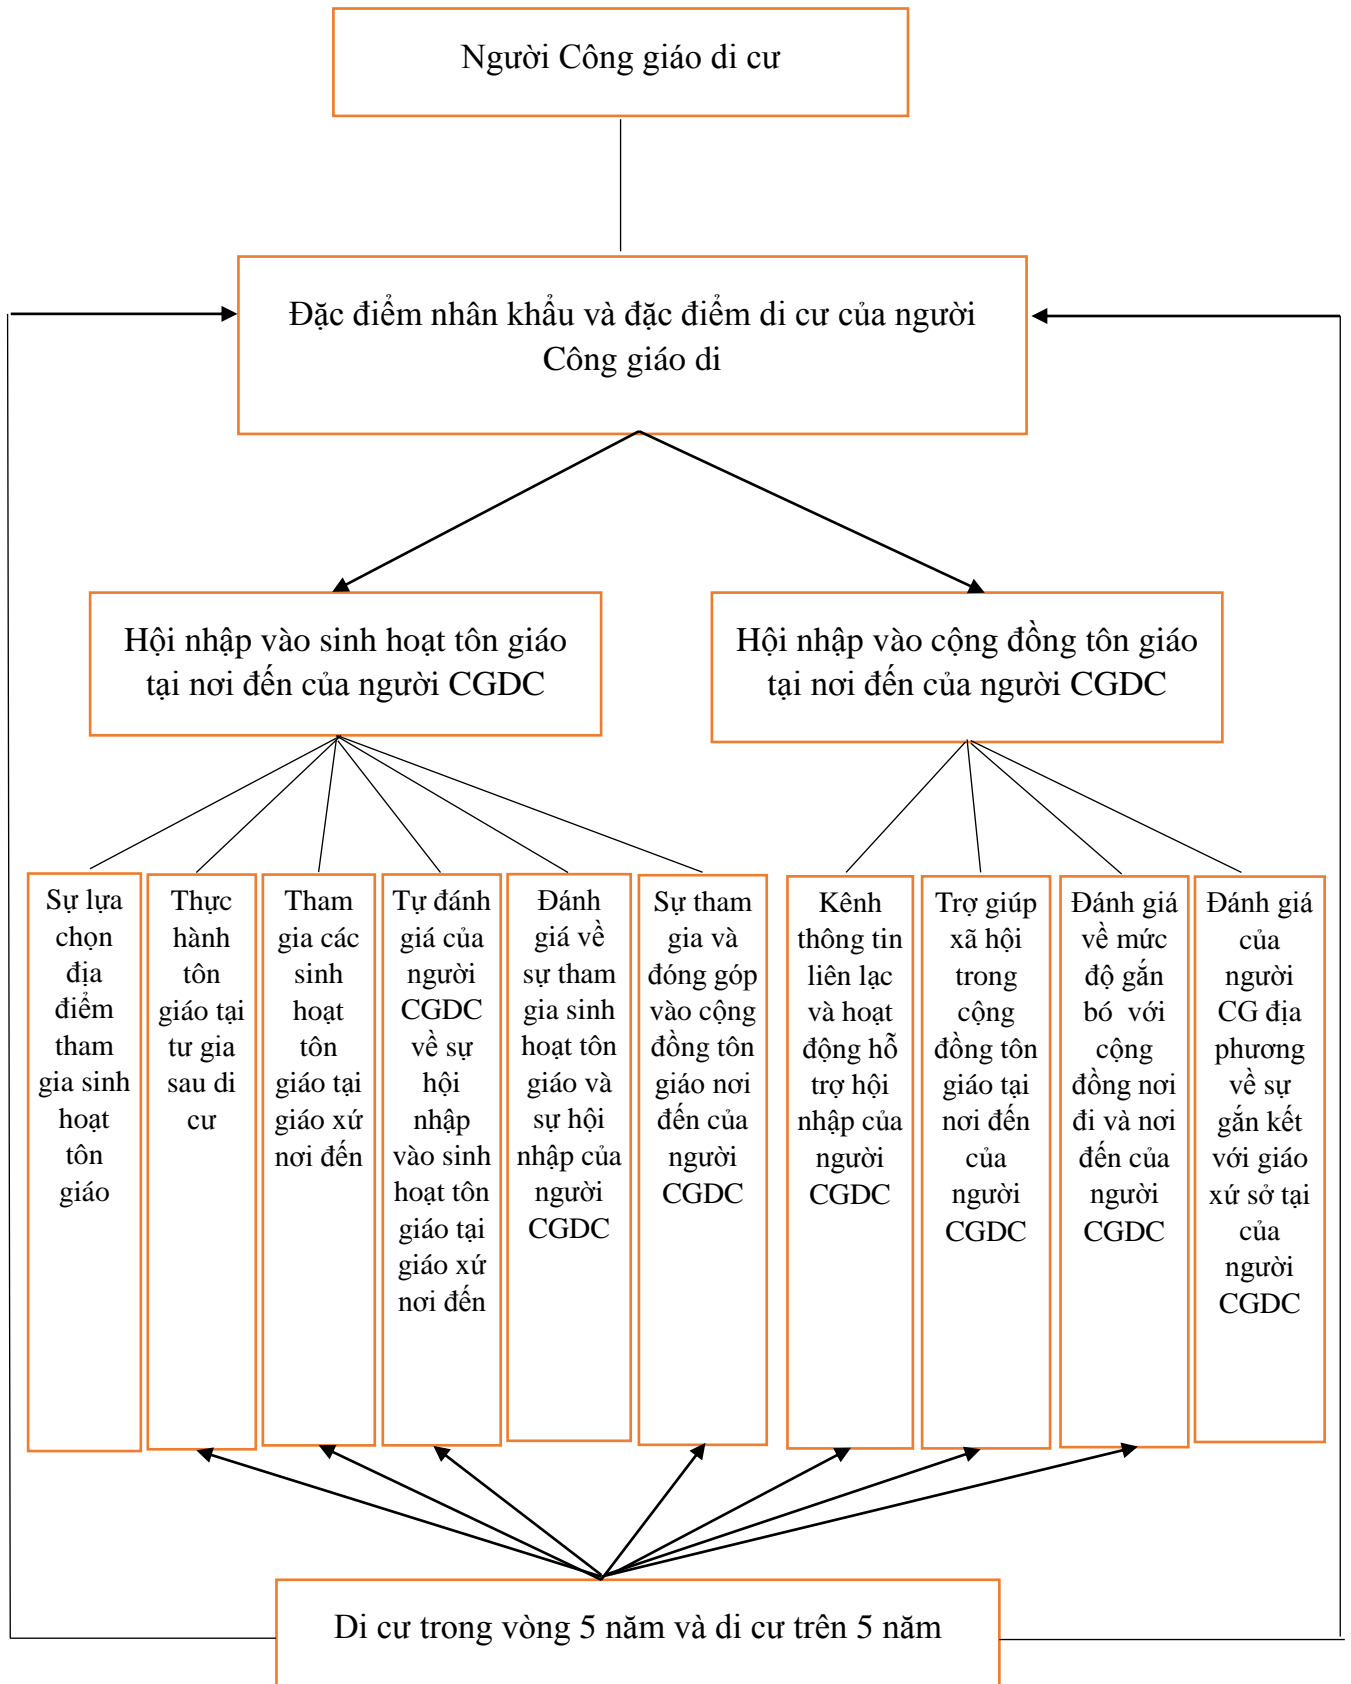 Người Công giáo di cư
Đặc điểm nhân khẩu và đặc điểm di cư của người
Công giáo di
Hội nhập vào sinh hoạt tôn giáo
tại nơi đến của người CGDC
Hội nhập vào cộng đồng tôn giáo
tại nơi đến của người CGDC
Sự lựa
chọn
địa
điểm
tham
gia sinh
hoạt
tôn
giáo
Thực
hành
tôn
giáo tại
tư gia
sau di
cư
Tham
gia các
sinh
hoạt
tôn
giáo tại
giáo xứ
nơi đến
Tự đánh
giá của
người
CGDC
về sự
hội
nhập
vào sinh
hoạt tôn
giáo tại
giáo xứ
nơi đến
Đánh
giá về
sự tham
gia sinh
hoạt tôn
giáo và
sự hội
nhập của
người
CGDC
Sự tham
gia và
đóng góp
vào cộng
đồng tôn
giáo nơi
đến của
người
CGDC
Kênh
thông tin
liên lạc
và hoạt
động hỗ
trợ hội
nhập của
người
CGDC
Trợ giúp
xã hội
trong
cộng
đồng tôn
giáo tại
nơi đến
của
người
CGDC
Đánh giá
về mức
độ gắn
bó với
cộng
đồng nơi
đi và nơi
đến của
người
CGDC
Đánh giá
của
người
CG địa
phương
về sự
gắn kết
với giáo
xứ sở tại
của
người
CGDC
Di cư trong vòng 5 năm và di cư trên 5 năm